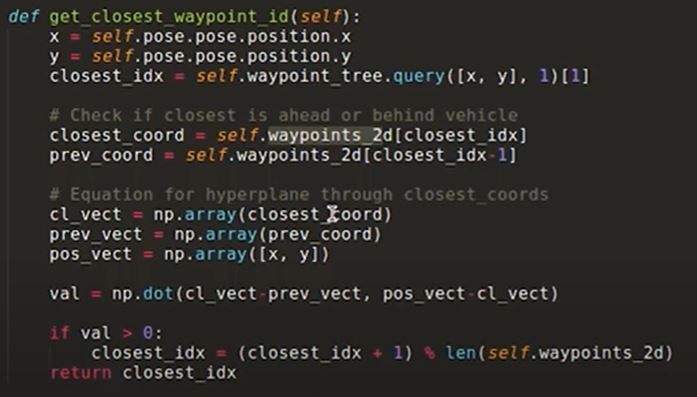 def get_closest_waypoint_id(self):
    x = self.pose.pose.position.x
    y = self.pose.pose.position.y
    closest_idx = self.waypoint_tree.query([x, y], 1)[1]

    # Check if closest is ahead or behind vehicle
    closest_coord = self.waypoints_2d[closest_idx]
    prev_coord = self.waypoints_2d[closest_idx-1]

    # Equation for hyperplane through closest_coords
    cl_vect = np.array(closest_coord)
    prev_vect = np.array(prev_coord)
    pos_vect = np.array([x, y])

    val = np.dot(cl_vect-prev_vect, pos_vect-cl_vect)

    if val > 0:
        closest_idx = (closest_idx + 1) % len(self.waypoints_2d)
    return closest_idx